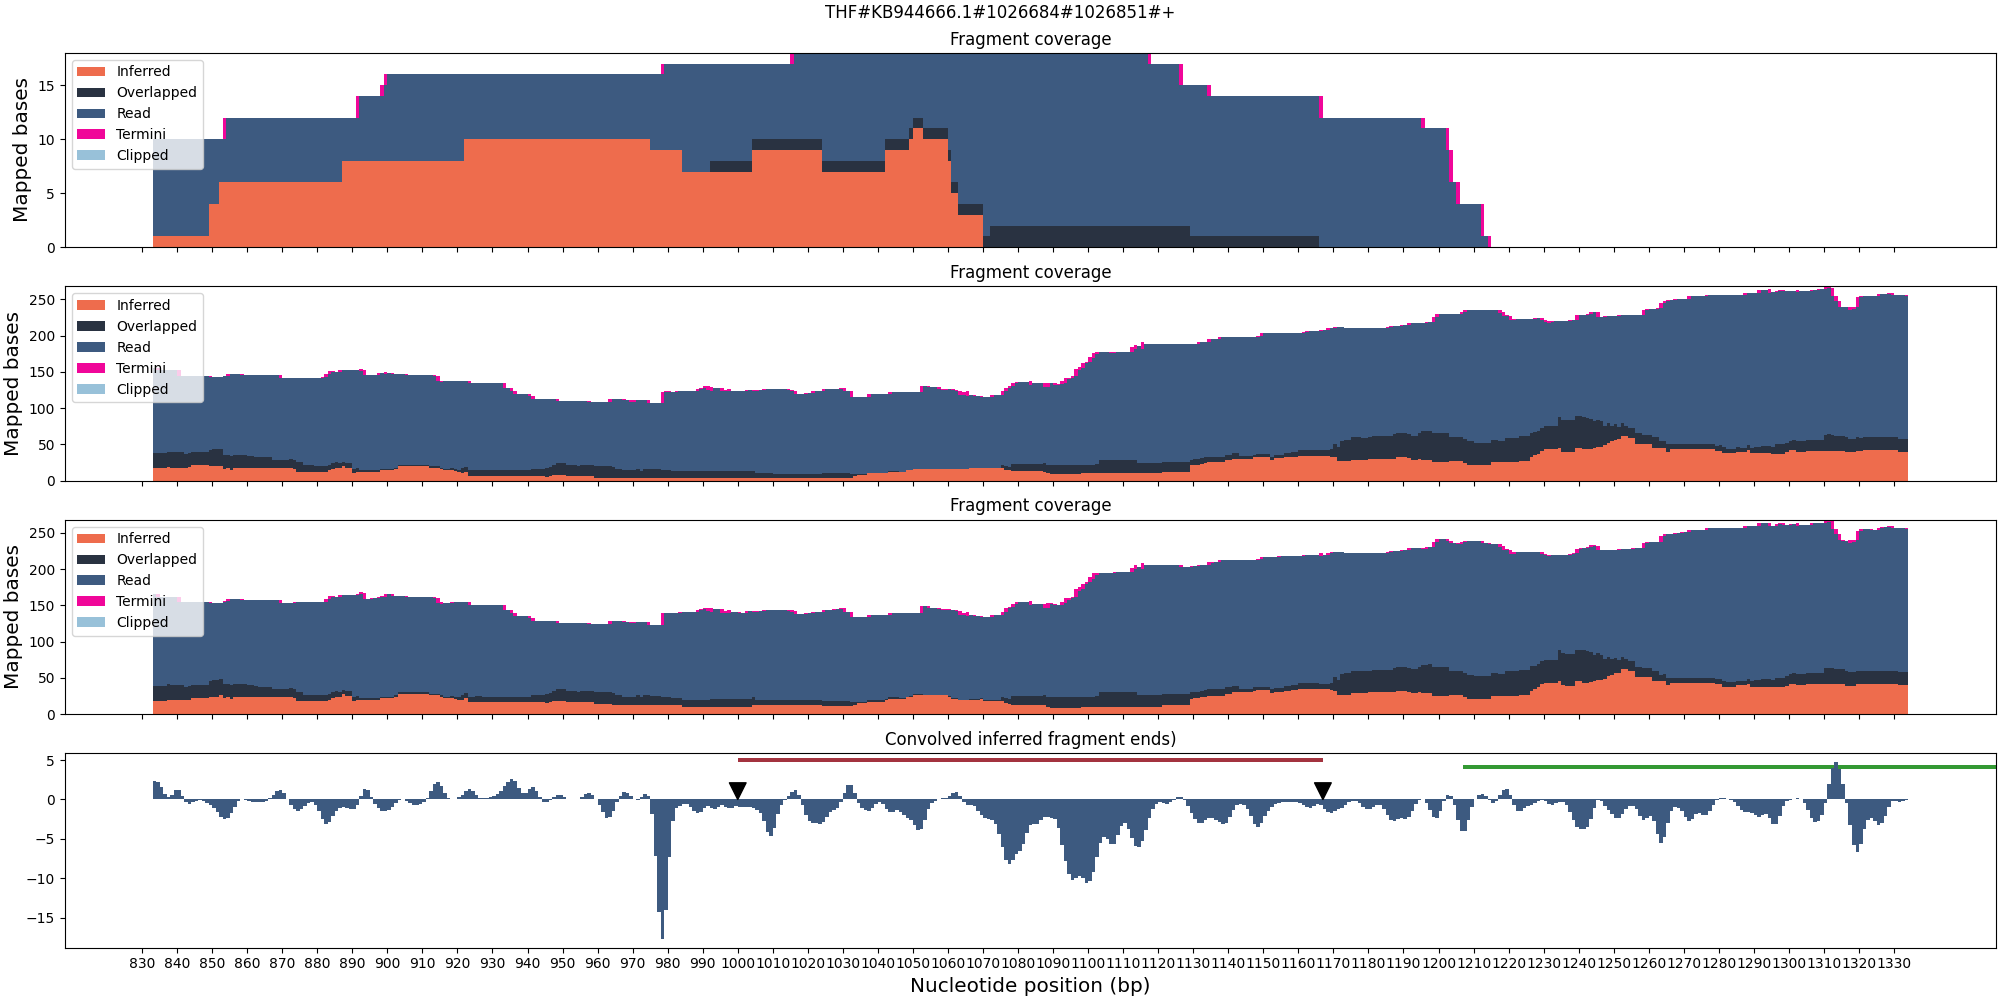 THF#KB944666.1#1026684#1026851#+
Fragment coverage
Mapped bases
15
10
5
0
Inferred
Overlapped
Read
Termini
Clipped
Fragment coverage
Mapped bases
250
200
150
100
50
0
Inferred
Overlapped
Read
Termini
Clipped
Fragment coverage
Mapped bases
250
200
150
100
50
0
Inferred
Overlapped
Read
Termini
Clipped
Convolved inferred fragment ends)
5
0
−5
−10
−15
830 840 850 860 870 880 890 900 910 920 930 940 950 960 970 980 990 1000 1010 1020 1030 1040 1050 1060 1070 1080 1090 1100 1110 1120 1130 1140 1150 1160 1170 1180 1190 1200 1210 1220 1230 1240 1250 1260 1270 1280 1290 1300 1310 1320 1330
Nucleotide position (bp)